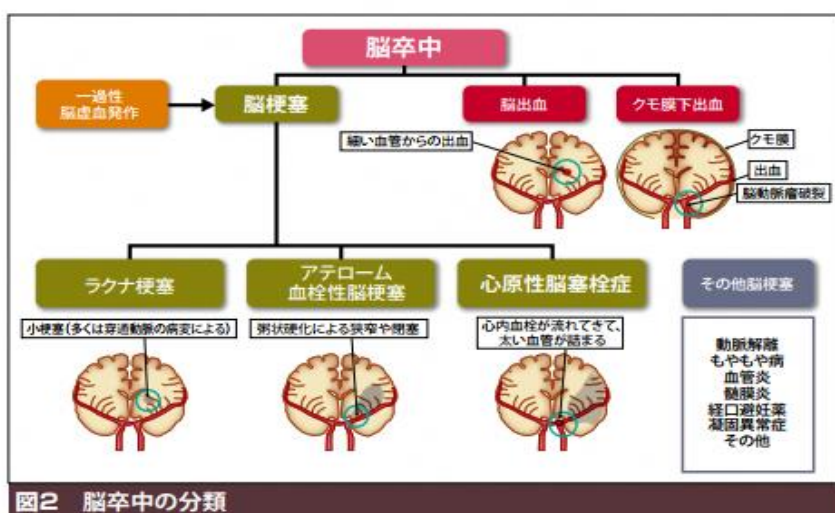 脳卒中
一過性
脳虚血発作
脳梗塞
脳出血
クモ膜下出血
細い血管からの出血
クモ膜
出血
脳動脈瘤破裂
ラクナ梗塞
アテローム
血栓性脳梗塞
心原性脳塞栓症
その他脳梗塞
小梗塞(多くは穿通動脈の病変による)
粥状硬化による狭窄や閉塞
心内血栓が流れてきて、
太い血管が詰まる
動脈解離
もやもや病
血管炎
髄膜炎
経口避妊薬
凝固異常症
その他
図2 脳卒中の分類